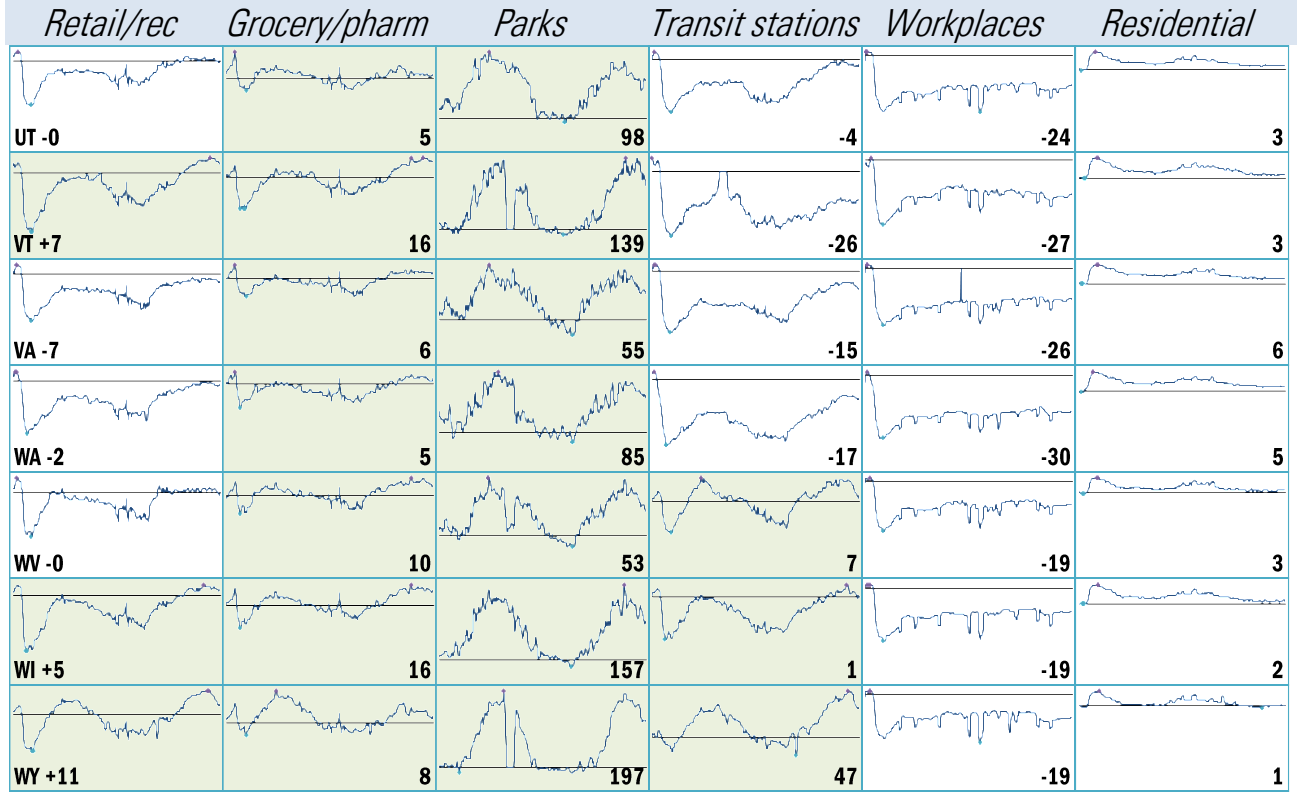 Retail/rec Grocery/pharm Parks Transit stations Workplaces Residential
UT -0 5 98 -4 -24 3
VT +7 16 139 -26 -27 3
VA -7 6 55 -15 -26 6
WA -2 5 85 -17 -30 5
WV -0 10 53 7 -19 3
WI +5 16 157 1 -19 2
WY +11 8 197 47 -19 1